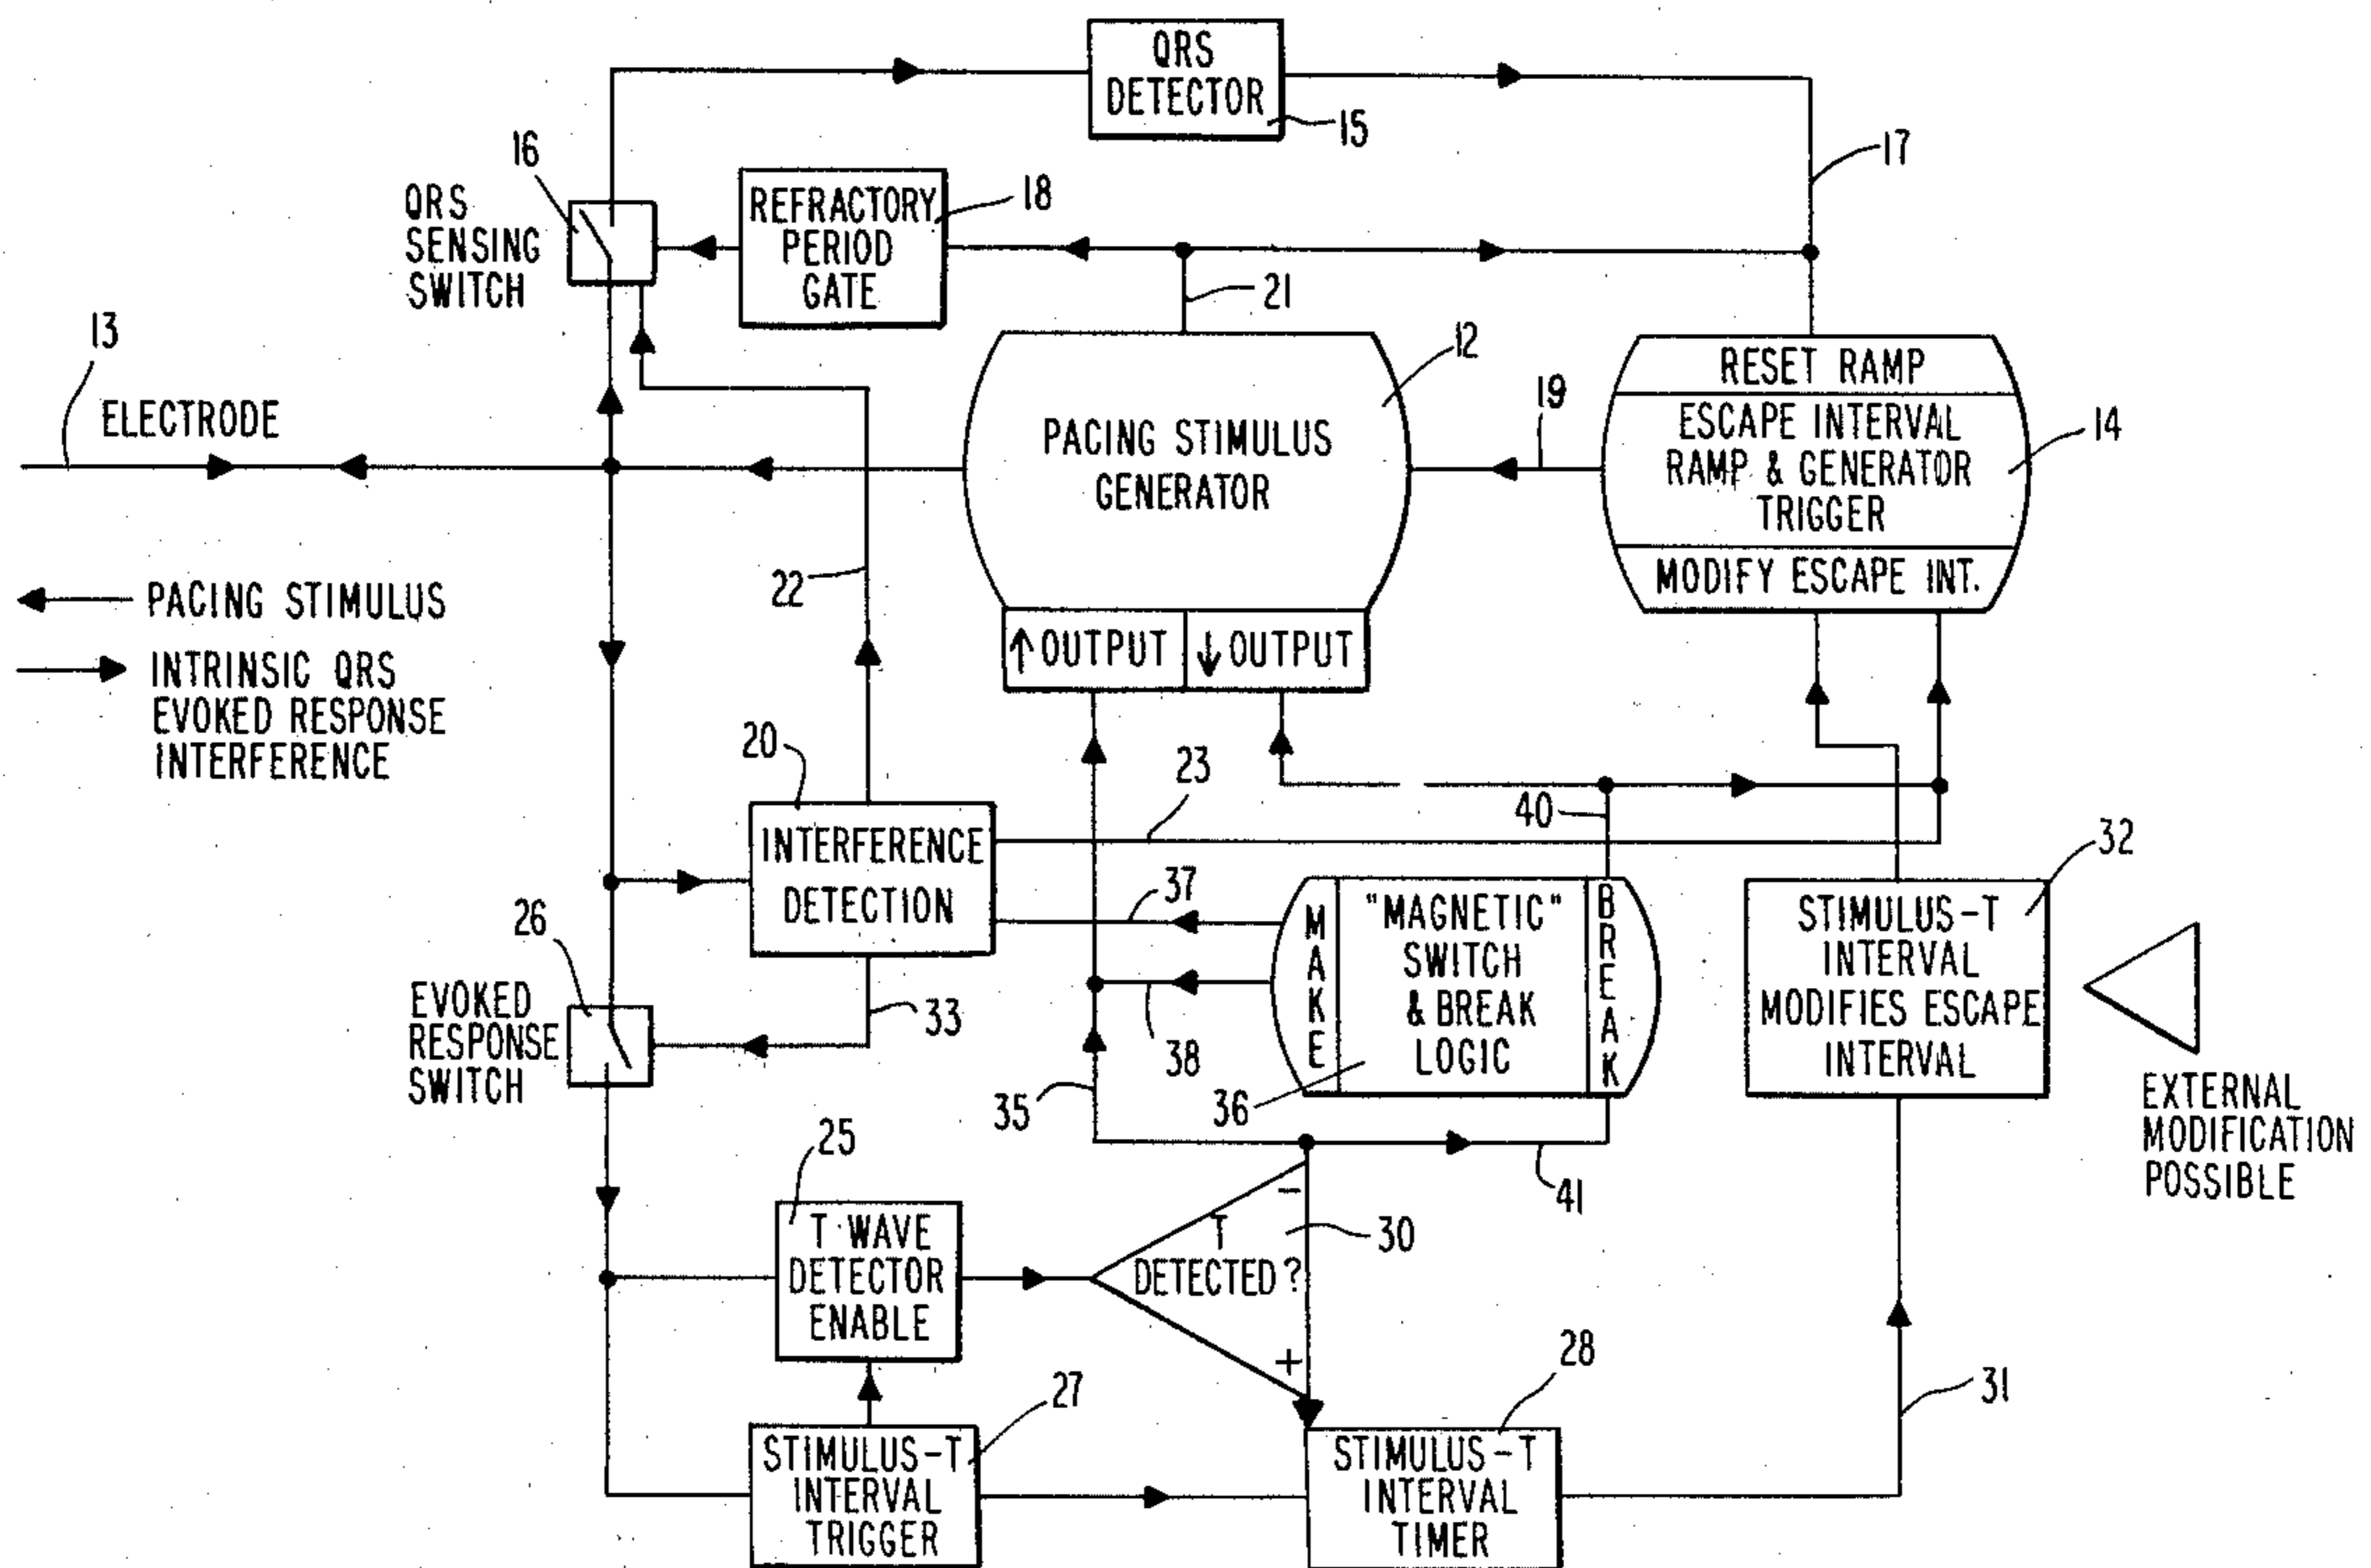 QRS
DETECTOR
15
16
17
QRS
SENSING
SWITCH
REFRACTORY
PERIOD
GATE
18
21
13
ELECTRODE
12
PACING STIMULUS
GENERATOR
19
RESET RAMP
ESCAPE INTERVAL
RAMP & GENERATOR
TRIGGER
MODIFY ESCAPE INT.
14
22
PACING STIMULUS
INTRINSIC QRS
EVOKED RESPONSE
INTERFERENCE
↑ OUTPUT
↓ OUTPUT
20
INTERFERENCE
DETECTION
23
40
32
37
26
EVOKED
RESPONSE
SWITCH
33
38
MAKE
"MAGNETIC"
SWITCH
& BREAK
LOGIC
BREAK
STIMULUS-T
INTERVAL
MODIFIES ESCAPE
INTERVAL
EXTERNAL
MODIFICATION
POSSIBLE
35
36
41
25
T WAVE
DETECTOR
ENABLE
-
T
DETECTED?
+
30
27
STIMULUS-T
INTERVAL
TRIGGER
28
STIMULUS-T
INTERVAL
TIMER
31